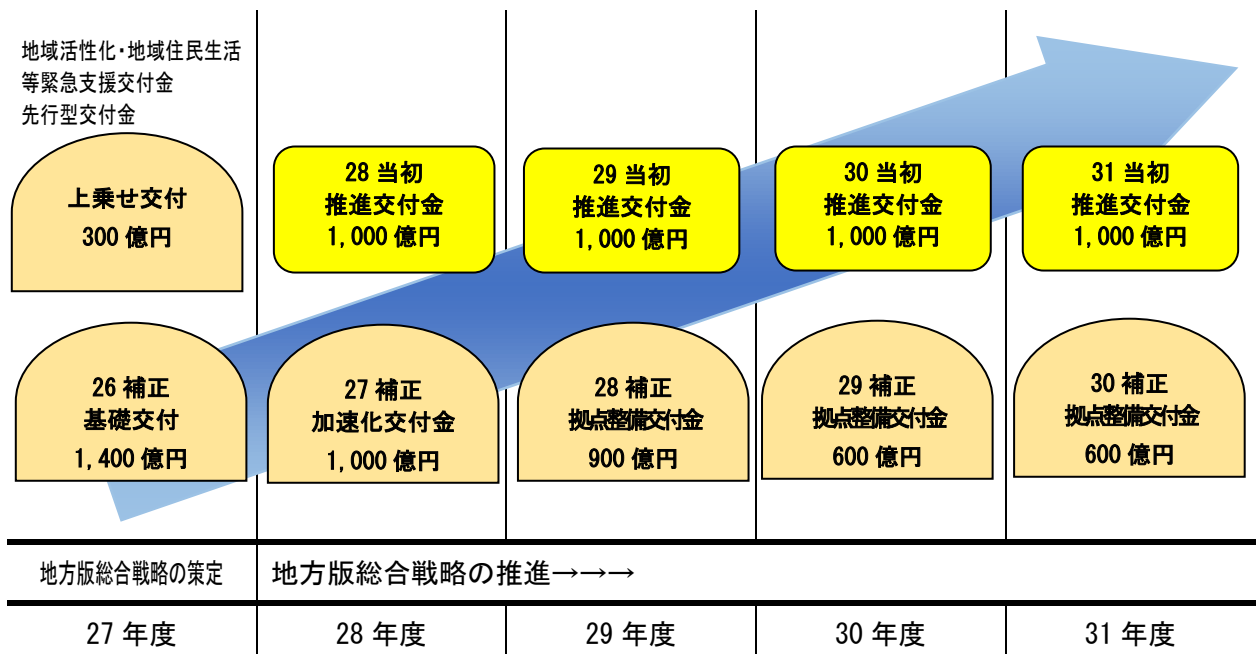 地域活性化・地域住民生活
等緊急支援交付金
先行型交付金
上乗せ交付
300 億円
28 当初
推進交付金
1,000 億円
29 当初
推進交付金
1,000 億円
30 当初
推進交付金
1,000 億円
31 当初
推進交付金
1,000 億円
26 補正
基礎交付
1,400 億円
27 補正
加速化交付金
1,000 億円
28 補正
拠点整備交付金
900 億円
29 補正
拠点整備交付金
600 億円
30 補正
拠点整備交付金
600 億円
地方版総合戦略の策定
地方版総合戦略の推進→→→
27 年度
28 年度
29 年度
30 年度
31 年度